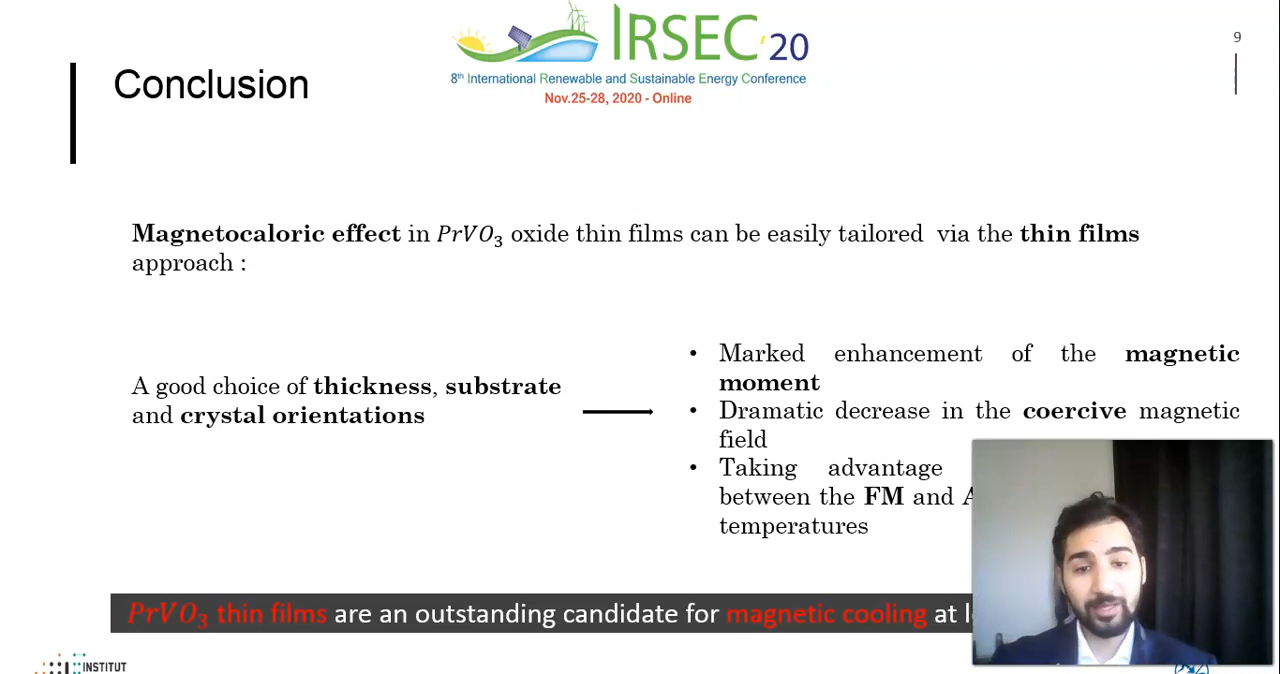 IRSEC'20
8th International Renewable and Sustainable Energy Conference
Nov.25-28, 2020 - Online
9
Conclusion
Magnetocaloric effect in PrVO3 oxide thin films can be easily tailored via the thin films
approach :
A good choice of thickness, substrate
and crystal orientations
• Marked enhancement of the magnetic
moment
• Dramatic decrease in the coercive magnetic
field
• Taking advantage
between the FM and
temperatures
PrVO3 thin films are an outstanding candidate for magnetic cooling at
INSTITUT